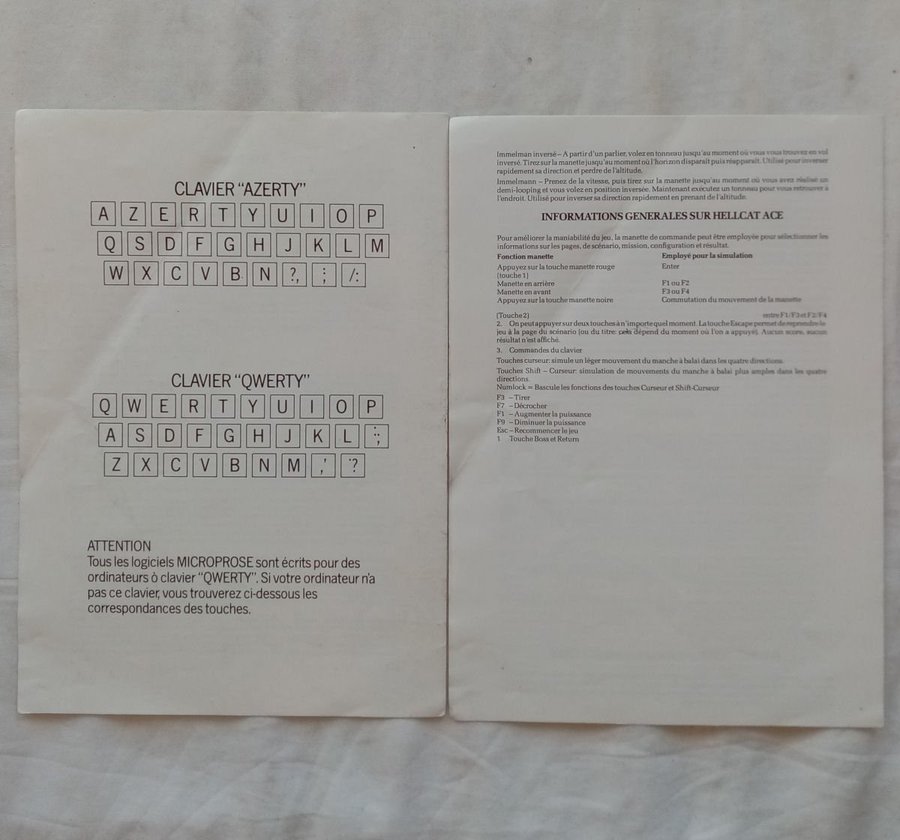 CLAVIER “AZERTY”
A Z E R T Y U I O P
Q S D F G H J K L M
W X C V B N ?, ; /:
CLAVIER “QWERTY”
Q W E R T Y U I O P
A S D F G H J K L
Z X C V B N M
ATTENTION
Tous les logiciels MICROPROSE sont écrits pour des
ordinateurs ò clavier “QWERTY”. Si votre ordinateur n'a
pas ce clavier, vous trouverez ci-dessous les
correspondances des touches.
Immelman inversé – A partir d'un parlier, volez en tonneau jusqu'au moment où vous vous trouvez en vol
inversé. Tirez sur la manette jusqu'au moment où l'horizon disparaît puis réapparaît. Utilisé pour inverser
rapidement sa direction et perdre de l'altitude.
Immelmann – Prenez de la vitesse, puis tirez sur la manette jusqu'au moment où vous avez réalisé un
demi-looping et vous volez en position inversée. Maintenant exécutez un tonneau pour vous retrouver à
l'endroit. Utilisé pour inverser sa direction rapidement en prenant de l'altitude.
INFORMATIONS GENERALES SUR HELLCAT ACE
Pour améliorer la maniabilité du jeu, la manette de commande peut être employée pour sélectionner les
informations sur les pages, de scénario, mission, configuration et résultat.
Fonction manette Employé pour la simulation
Appuyez sur la touche manette rouge Enter
(touche 1)
Manette en arrière F1 ou F2
Manette en avant F3 ou F4
Appuyez sur la touche manette noire Commutation du mouvement de la manette
(Touche 2) entre F1/F3 et F2/F4
2. On peut appuyer sur deux touches à n'importe quel moment. La touche Escape permet de reprendre le
jeu à la page du scénario (ou du titre: cela dépend du moment où l'on a appuyé). Aucun score, aucun
résultat n'est affiché.
3. Commandes du clavier
Touches curseur: simule un léger mouvement du manche à balai dans les quatre directions.
Touches Shift – Curseur: simulation de mouvements du manche à balai plus amples dans les quatre
directions.
Numlock = Bascule les fonctions des touches Curseur et Shift-Curseur
F3 – Tirer
F7 – Décrocher
F1 – Augmenter la puissance
F9 – Diminuer la puissance
Esc – Recommencer le jeu
1 Touche Boss et Return